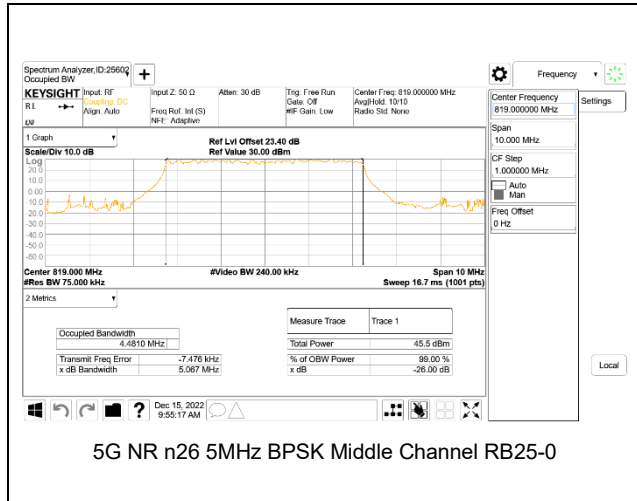 Spectrum Analyzer,ID:25602
Occupied BW
+
Frequency
KEYSIGHT
RL
Input: RF
Coupling: DC
Align: Auto
Input Z: 50 Ω
Freq Ref: Int (S)
NFE: Adaptive
Atten: 30 dB
Trig: Free Run
Gate: Off
#IF Gain: Low
Center Freq: 819.000000 MHz
Avg|Hold: 10/10
Radio Std: None
Center Frequency
819.000000 MHz
Settings
Span
10.000 MHz
CF Step
1.000000 MHz
Auto
Man
Freq Offset
0 Hz
1 Graph
Scale/Div 10.0 dB
Ref Lvl Offset 23.40 dB
Ref Value 30.00 dBm
Log
20.0
10.0
0.00
-10.0
-20.0
-30.0
-40.0
-50.0
-60.0
Center 819.000 MHz
#Video BW 240.00 kHz
Span 10 MHz
#Res BW 75.000 kHz
Sweep 16.7 ms (1001 pts)
2 Metrics
Measure Trace Trace 1
Occupied Bandwidth
4.4810 MHz
Total Power 45.5 dBm
Transmit Freq Error -7.476 kHz
% of OBW Power 99.00 %
x dB Bandwidth 5.067 MHz
x dB -26.00 dB
Local
?
Dec 15, 2022
9:55:17 AM
5G NR n26 5MHz BPSK Middle Channel RB25-0